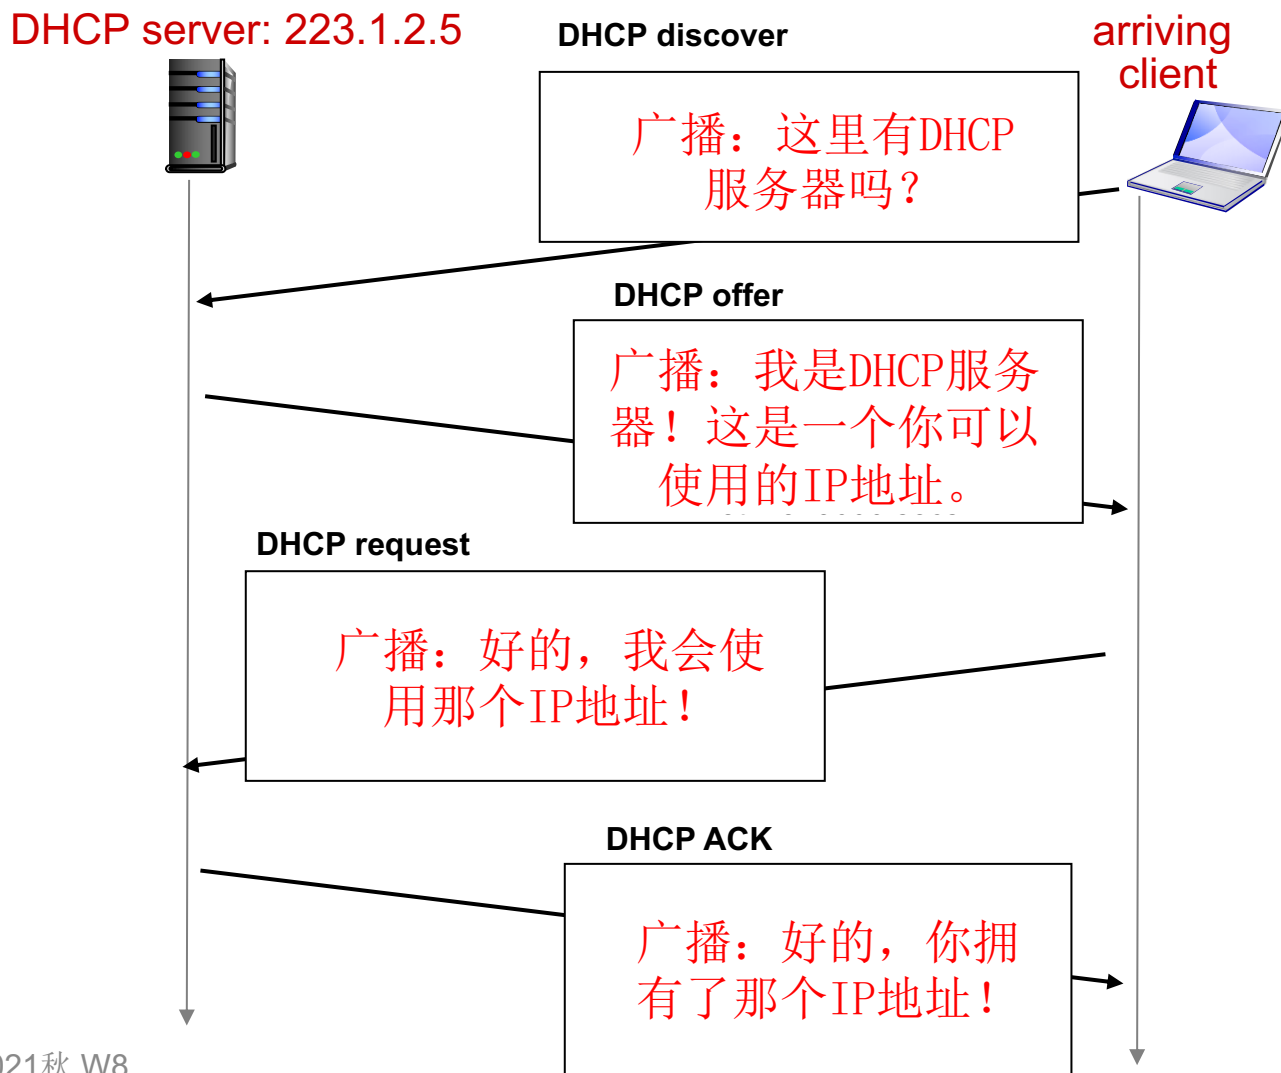 DHCP server: 223.1.2.5
DHCP discover
arriving
client
广播：这里有DHCP
服务器吗？
DHCP offer
广播：我是DHCP服务
器！这是一个你可以
使用的IP地址。
DHCP request
广播：好的，我会使
用那个IP地址！
DHCP ACK
广播：好的，你拥
有了那个IP地址！
021秋 W8